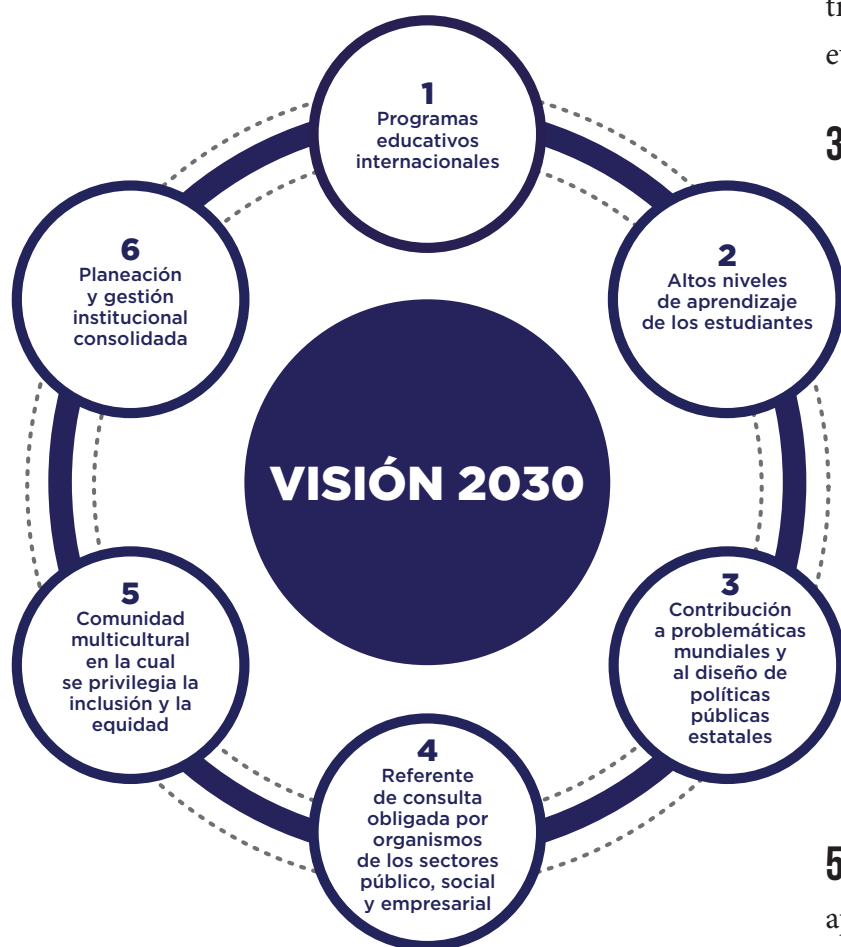 1
Programas
educativos
internacionales
2
Altos niveles
de aprendizaje
de los estudiantes
3
Contribución
a problemáticas
mundiales y
al diseño de
políticas
públicas
estatales
4
Referente
de consulta
obligada por
organismos
de los sectores
público, social
y empresarial
5
Comunidad
multicultural
en la cual
se privilegia la
inclusión y la
equidad
6
Planeación
y gestión
institucional
consolidada
VISIÓN 2030
3
5